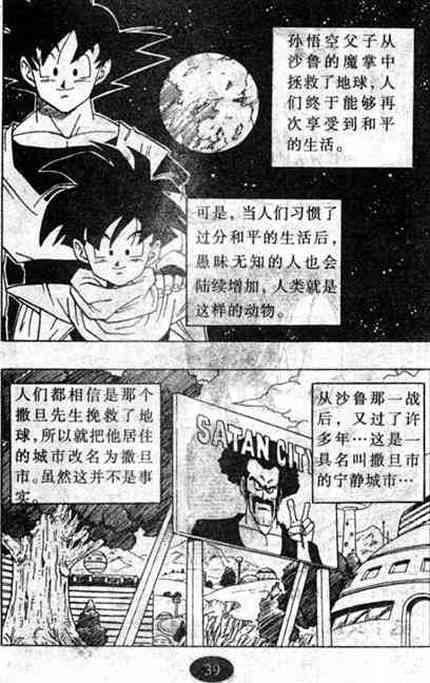 孙悟空父子从
沙鲁的魔掌中
拯救了地球，人
们终于能够再
次享受到和平
的生活。
可是，当人们习惯了
过分和平的生活后，
愚昧无知的人也会
陆续增加，人类就是
这样的动物。
从沙鲁那一战
后，又过了许
多年…这是一
具名叫撒旦市
的宁静城市…
人们都相信是那个
撒旦先生挽救了地
球，所以就把他居住
的城市改名为撒旦
市。虽然这并不是事
实。
SATAN CITY
39